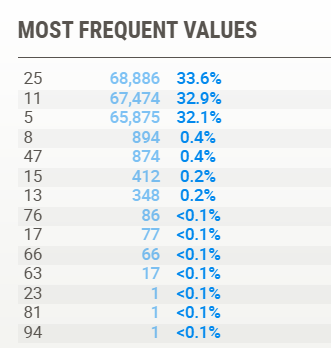 MOST FREQUENT VALUES
25 68,886 33.6%
11 67,474 32.9%
5 65,875 32.1%
8 894 0.4%
47 874 0.4%
15 412 0.2%
13 348 0.2%
76 86 <0.1%
17 77 <0.1%
66 66 <0.1%
63 17 <0.1%
23 1 <0.1%
81 1 <0.1%
94 1 <0.1%